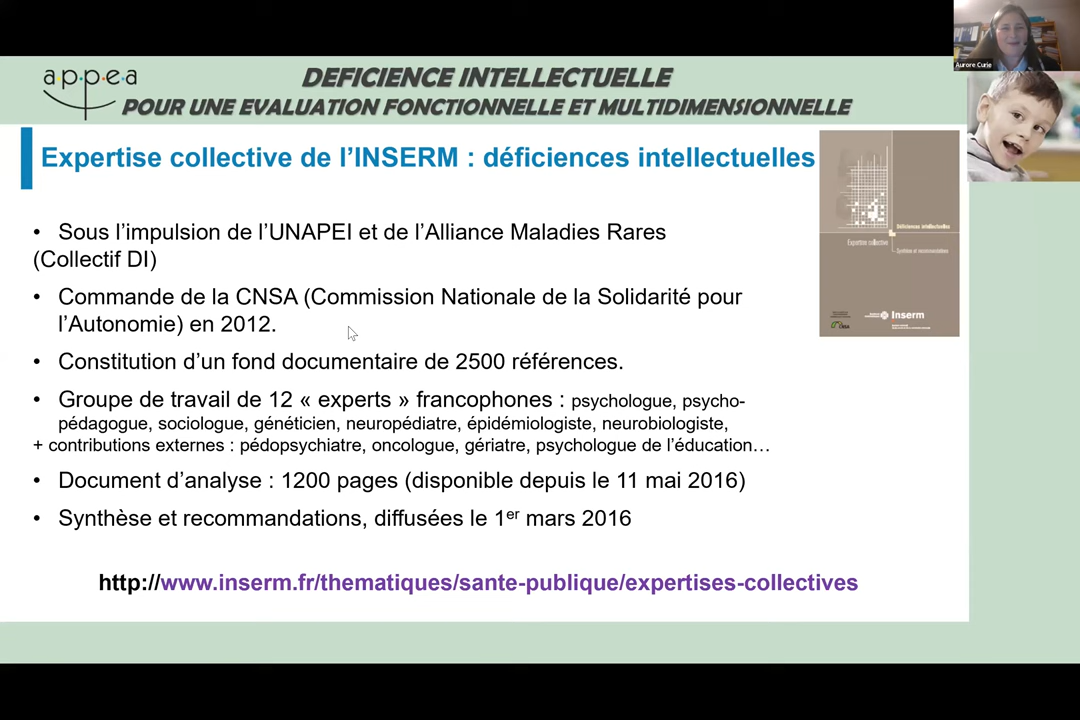 Aurore Curie
a·p·p·e·a
DEFICIENCE INTELLECTUELLE
POUR UNE EVALUATION FONCTIONNELLE ET MULTIDIMENSIONNELLE
Expertise collective de l’INSERM : déficiences intellectuelles
• Sous l’impulsion de l’UNAPEI et de l’Alliance Maladies Rares
(Collectif DI)
• Commande de la CNSA (Commission Nationale de la Solidarité pour
l’Autonomie) en 2012.
• Constitution d’un fond documentaire de 2500 références.
• Groupe de travail de 12 « experts » francophones : psychologue, psycho-
pédagogue, sociologue, généticien, neuropédiatre, épidémiologiste, neurobiologiste,
+ contributions externes : pédopsychiatre, oncologue, gériatre, psychologue de l’éducation…
• Document d’analyse : 1200 pages (disponible depuis le 11 mai 2016)
• Synthèse et recommandations, diffusées le 1er mars 2016
http://www.inserm.fr/thematiques/sante-publique/expertises-collectives
Déficiences intellectuelles
Expertise collective
Synthèse et recommandations
CNSA
Inserm